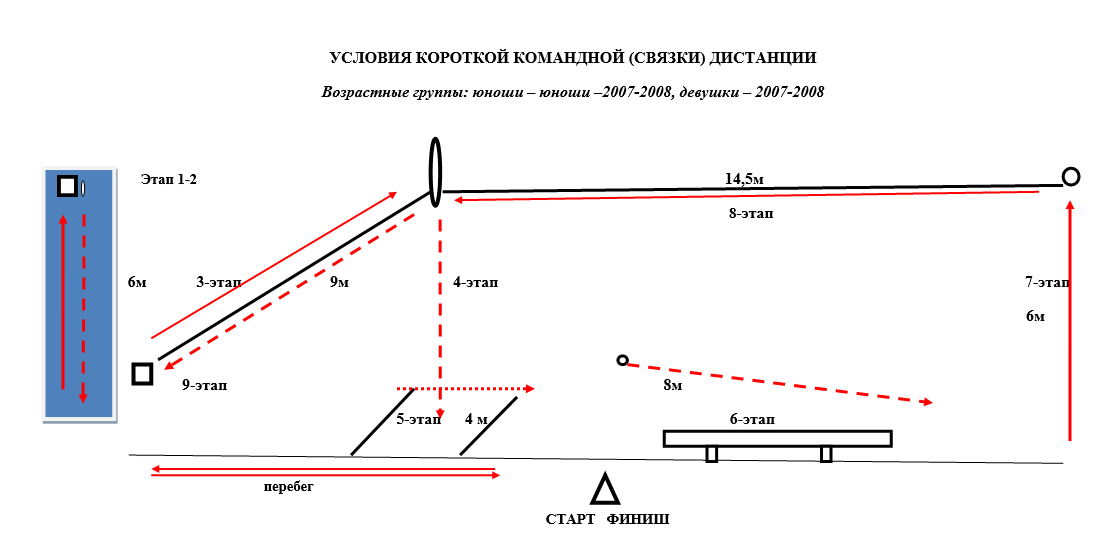 УСЛОВИЯ КОРОТКОЙ КОМАНДНОЙ (СВЯЗКИ) ДИСТАНЦИИ
Возрастные группы: юноши – юноши –2007-2008, девушки – 2007-2008
Этап 1-2
14,5м
8-этап
6м
3-этап
9м
4-этап
7-этап
6м
9-этап
8м
5-этап
4 м
6-этап
перебег
СТАРТ ФИНИШ